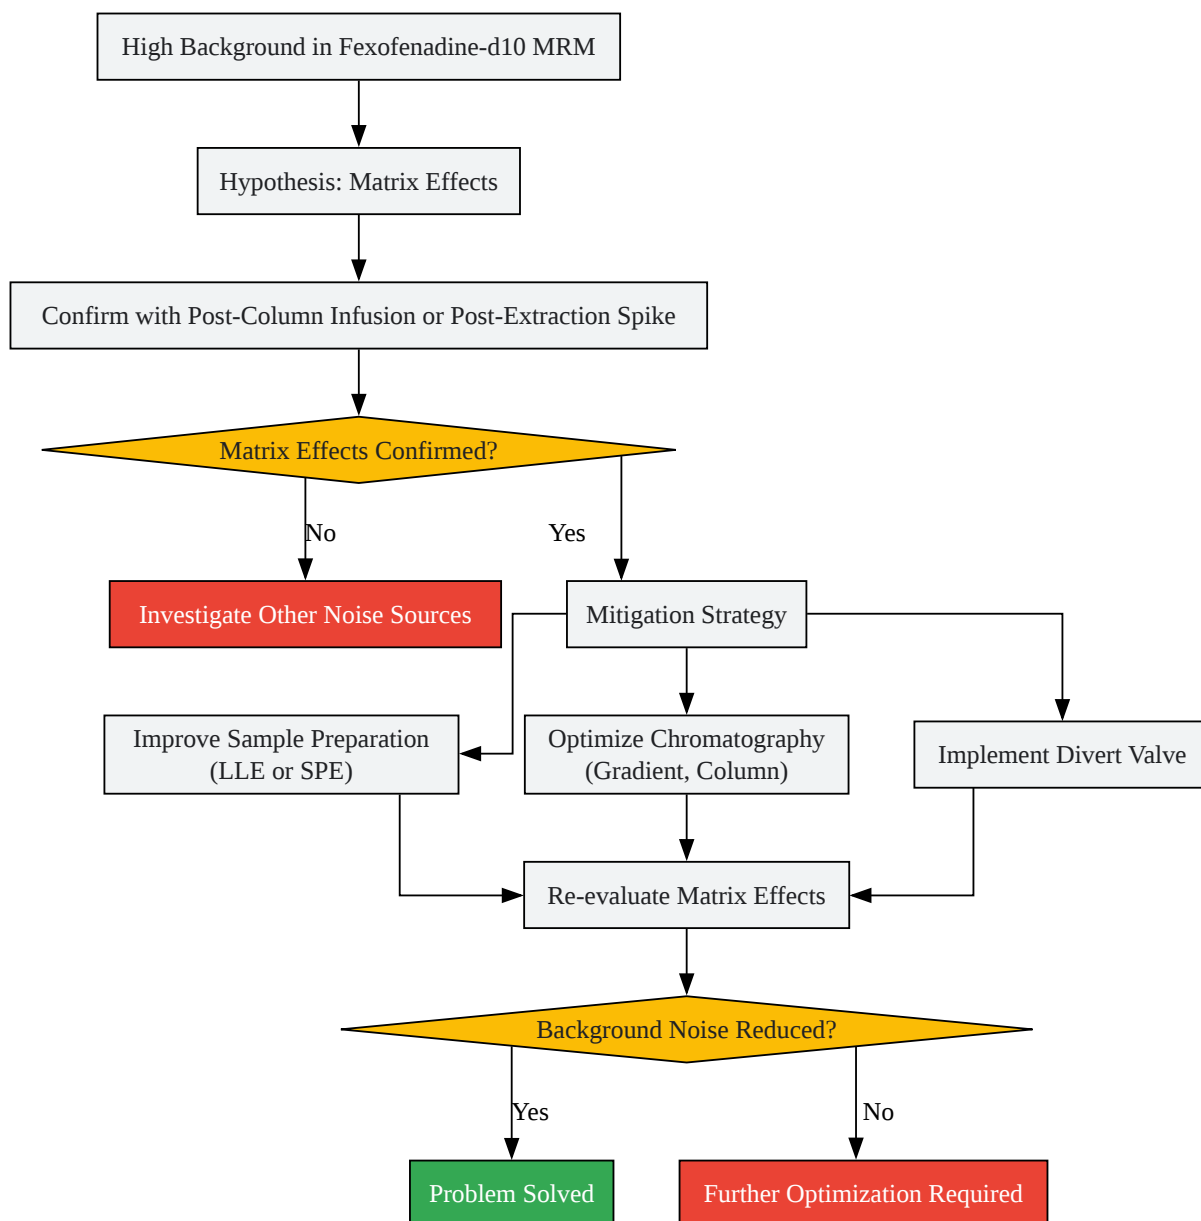 High Background in Fexofenadine-d10 MRM
Hypothesis: Matrix Effects
Confirm with Post-Column Infusion or Post-Extraction Spike
Matrix Effects Confirmed?
No
Yes
Investigate Other Noise Sources
Mitigation Strategy
Improve Sample Preparation
(LLE or SPE)
Optimize Chromatography
(Gradient, Column)
Implement Divert Valve
Re-evaluate Matrix Effects
Background Noise Reduced?
Yes
No
Problem Solved
Further Optimization Required